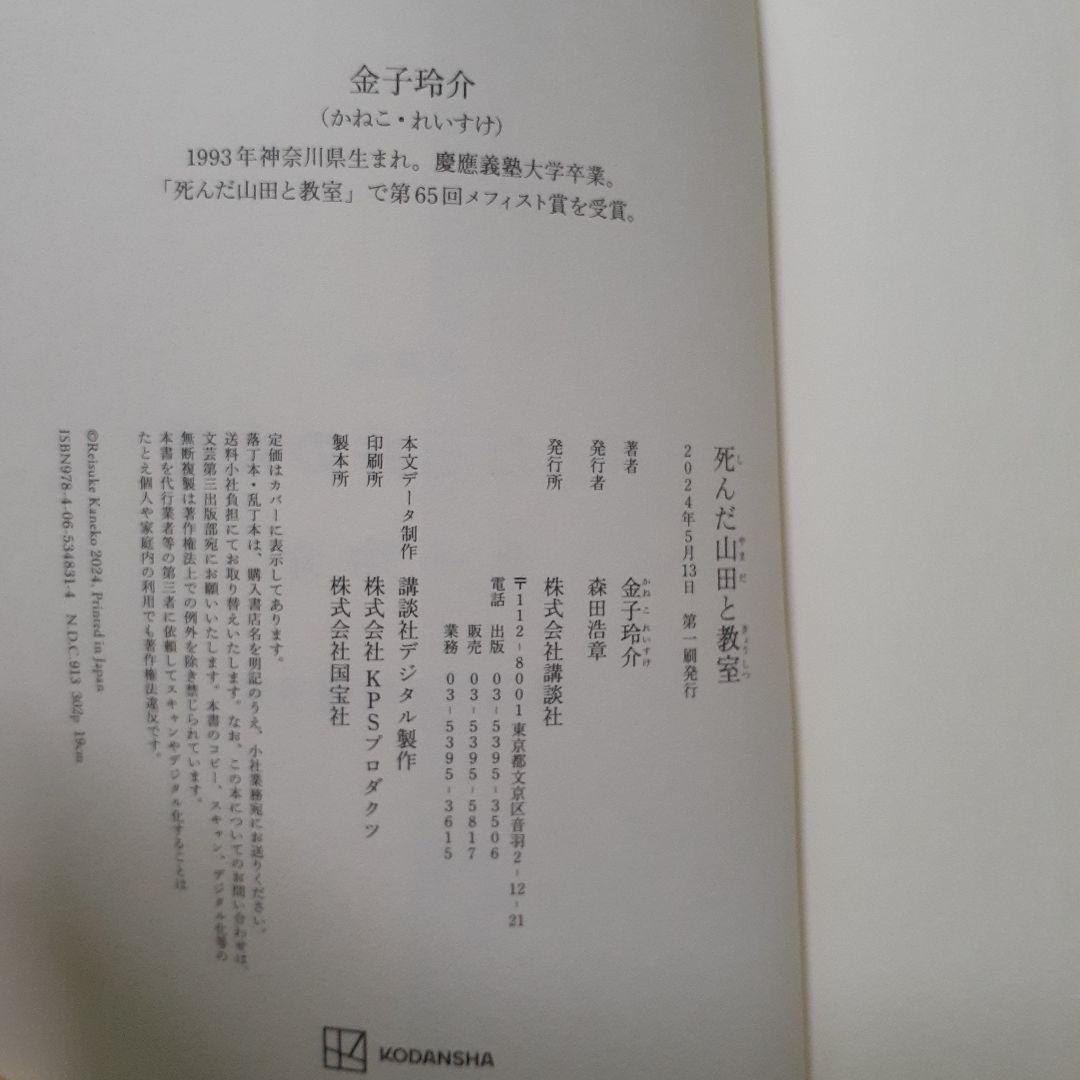 金子玲介
（かねこ・れいすけ）
1993年神奈川県生まれ。慶應義塾大学卒業。
「死んだ山田と教室」で第65回メフィスト賞を受賞。
死んだ山田と教室
し
やま だ
きょうしつ
2024年5月13日 第一刷発行
著者 金子玲介
かね こ れいすけ
発行者 森田浩章
発行所 株式会社講談社
〒112-8001東京都文京区音羽2-12-21
電話 出版 03-5395-3506
販売 03-5395-5817
業務 03-5395-3615
本文データ制作 講談社デジタル製作
印刷所 株式会社KPSプロダクツ
製本所 株式会社国宝社
定価はカバーに表示してあります。
落丁本・乱丁本は、購入書店名を明記のうえ、小社業務宛にお送りください。
送料小社負担にてお取り替えいたします。なお、この本についてのお問い合わせは、
文芸第三出版部宛にお願いいたします。本書のコピー、スキャン、デジタル化等の
無断複製は著作権法上での例外を除き禁じられています。
本書を代行業者等の第三者に依頼してスキャンやデジタル化することは
たとえ個人や家庭内の利用でも著作権法違反です。
©Reisuke Kaneko 2024, Printed in Japan
ISBN978-4-06-534831-4 N.D.C.913 302p 19cm
KODANSHA